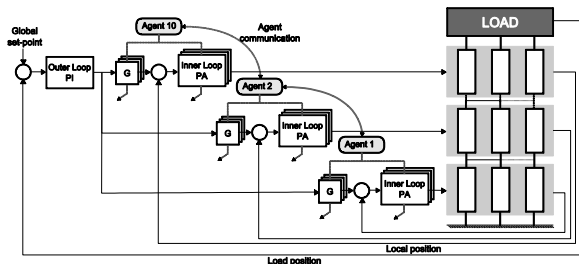 Global
set-point
Outer Loop
PI
Agent 10
G
Inner Loop
PA
Agent
communication
Agent 2
G
Inner Loop
PA
Agent 1
G
Inner Loop
PA
LOAD
Local position
Load position